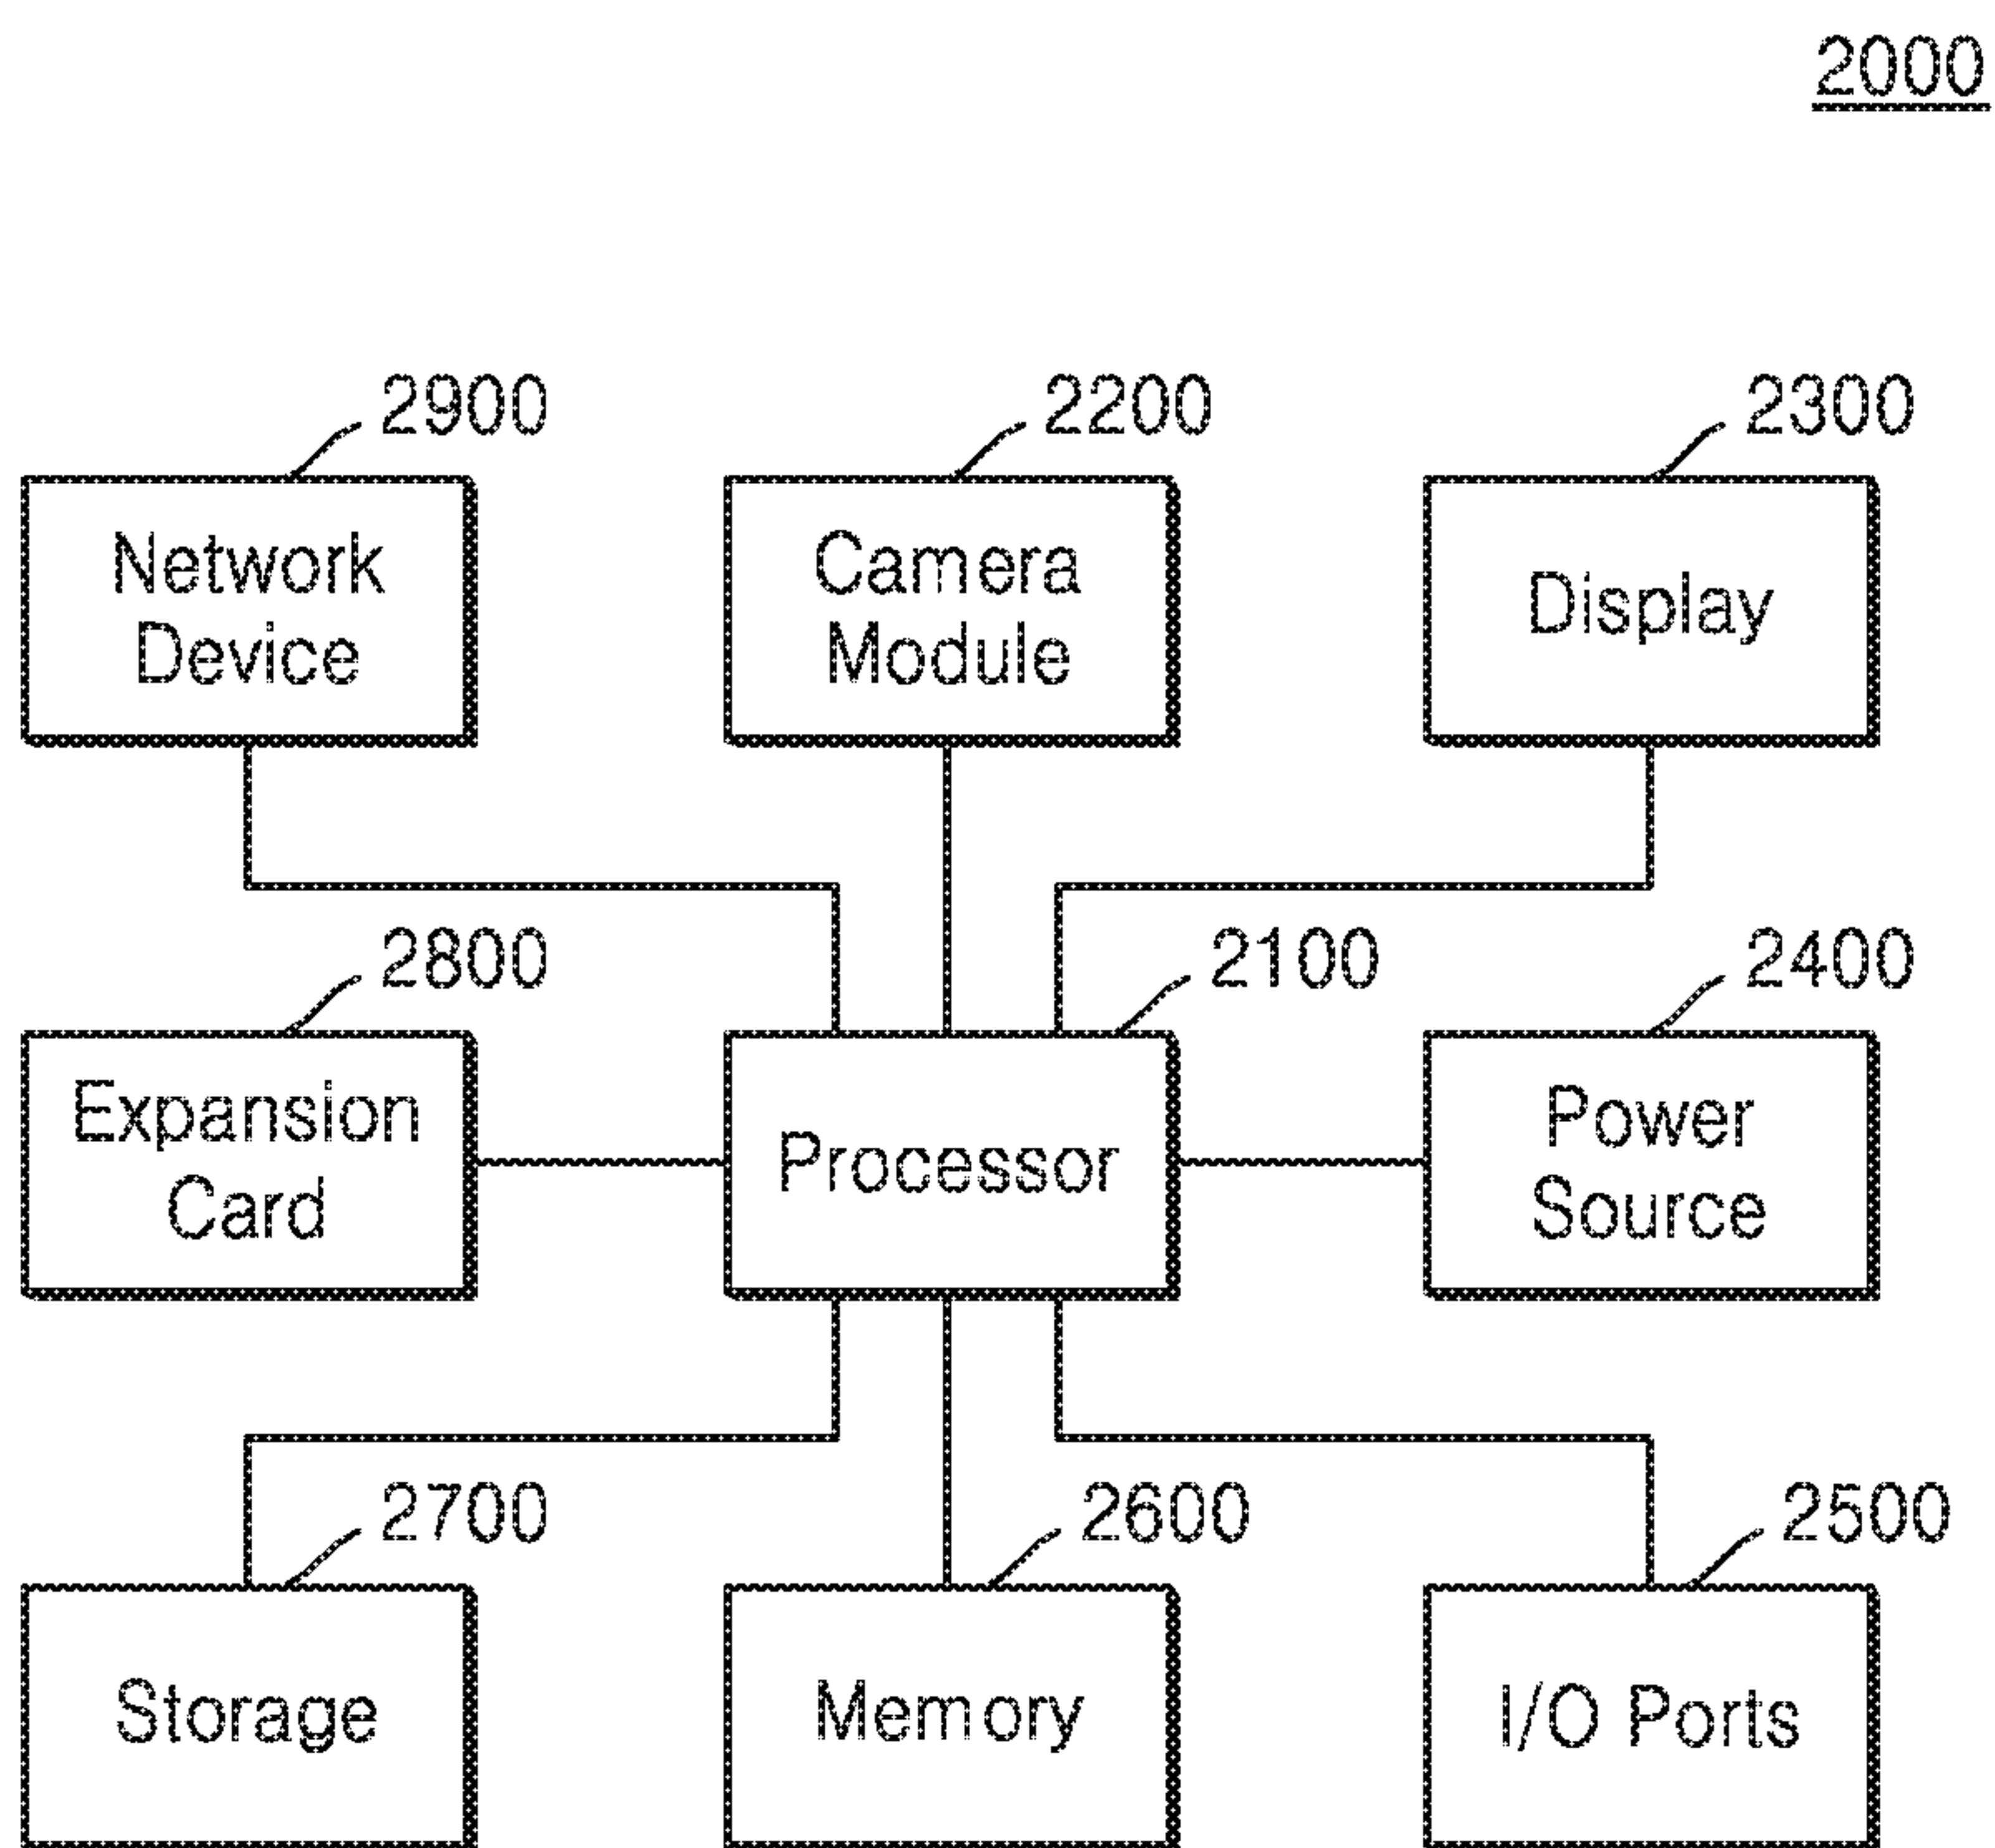 2000
2900
2200
2300
Network
Device
Camera
Module
Display
2800
2100
2400
Expansion
Card
Processor
Power
Source
2700
2600
2500
Storage
Memory
I/O Ports